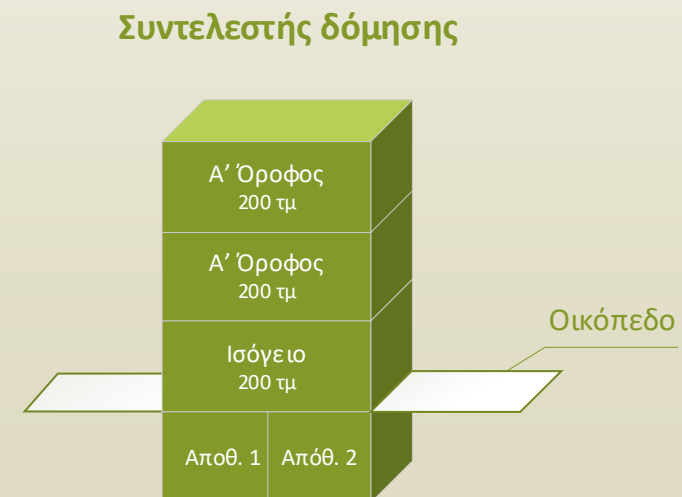 Συντελεστής δόμησης
Α’ Όροφος
200 τμ
Α’ Όροφος
200 τμ
Οικόπεδο
Ισόγειο
200 τμ
Αποθ. 1
Απόθ. 2